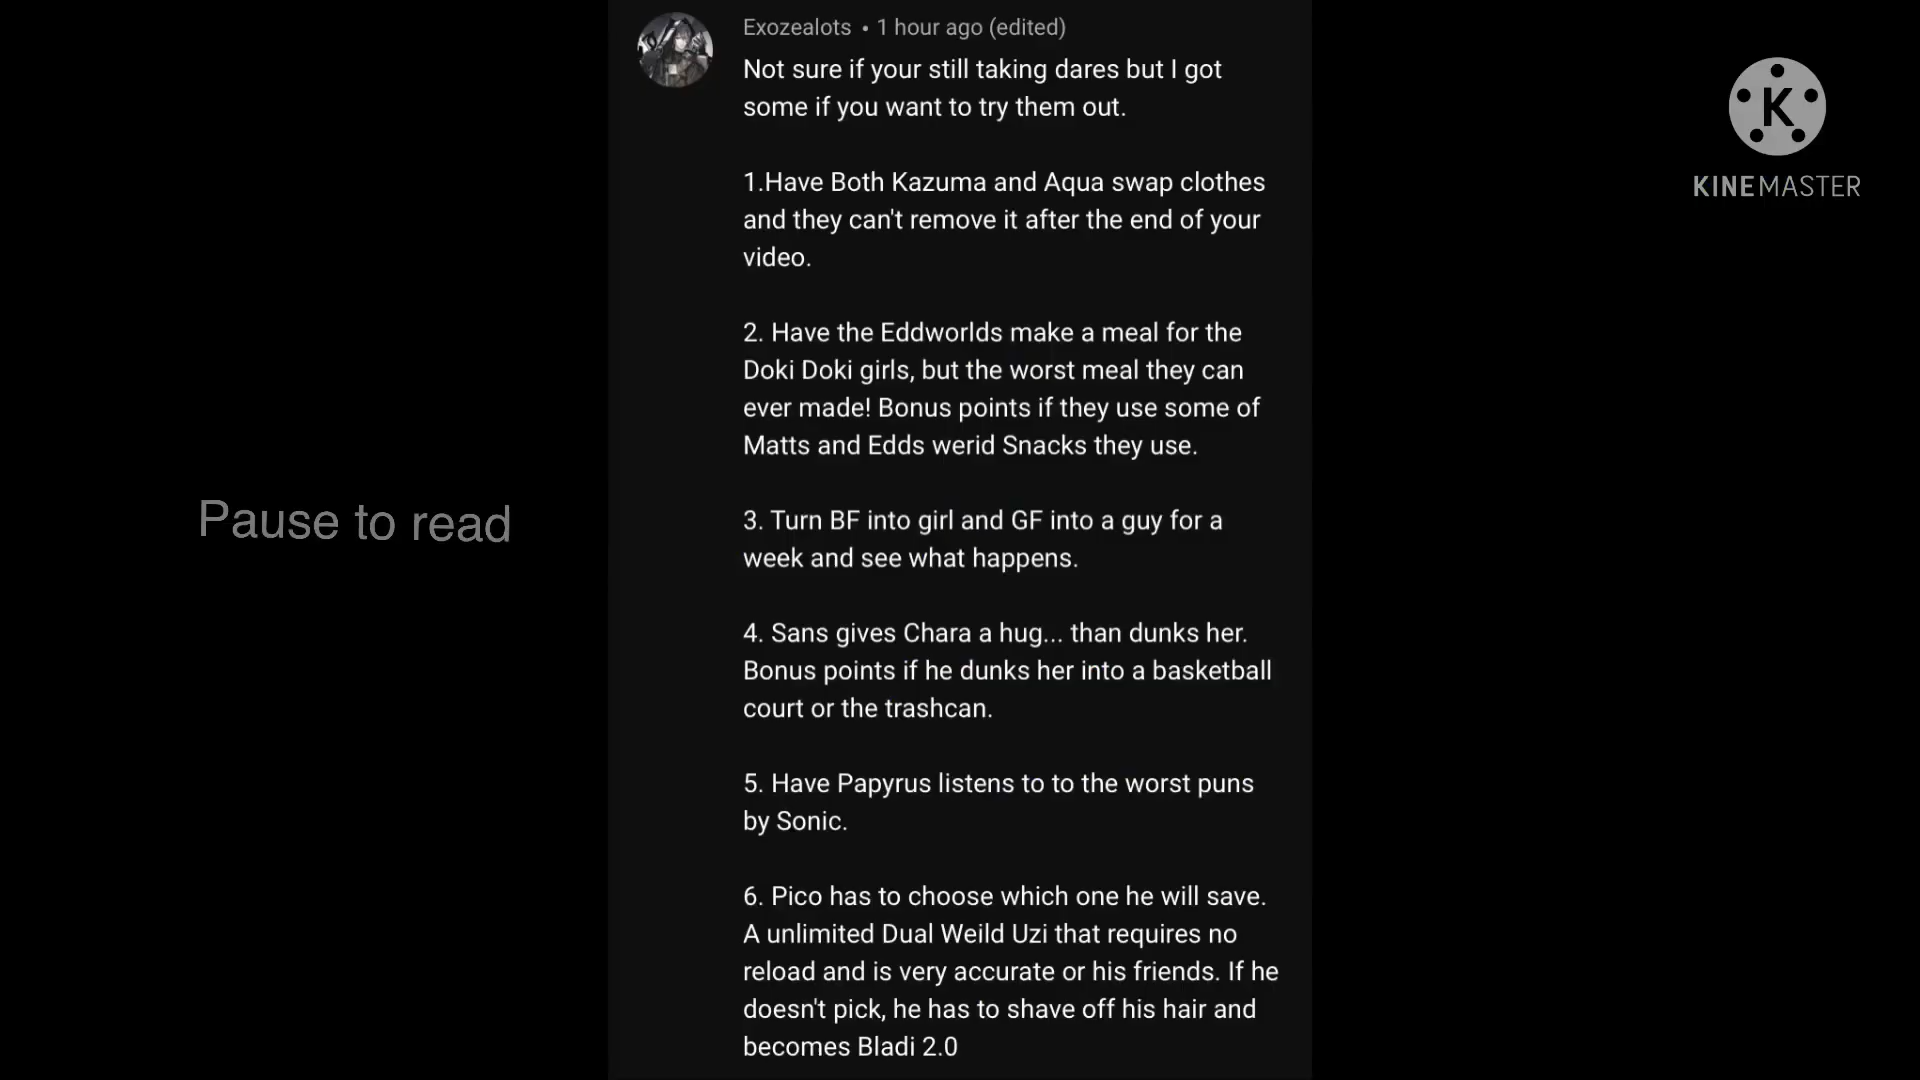 Exozealots • 1 hour ago (edited)
Not sure if your still taking dares but I got
some if you want to try them out.
1.Have Both Kazuma and Aqua swap clothes
and they can't remove it after the end of your
video.
2. Have the Eddworlds make a meal for the
Doki Doki girls, but the worst meal they can
ever made! Bonus points if they use some of
Matts and Edds werid Snacks they use.
3. Turn BF into girl and GF into a guy for a
week and see what happens.
4. Sans gives Chara a hug... than dunks her.
Bonus points if he dunks her into a basketball
court or the trashcan.
5. Have Papyrus listens to to the worst puns
by Sonic.
6. Pico has to choose which one he will save.
A unlimited Dual Weild Uzi that requires no
reload and is very accurate or his friends. If he
doesn't pick, he has to shave off his hair and
becomes Bladi 2.0
Pause to read
K
KINEMASTER